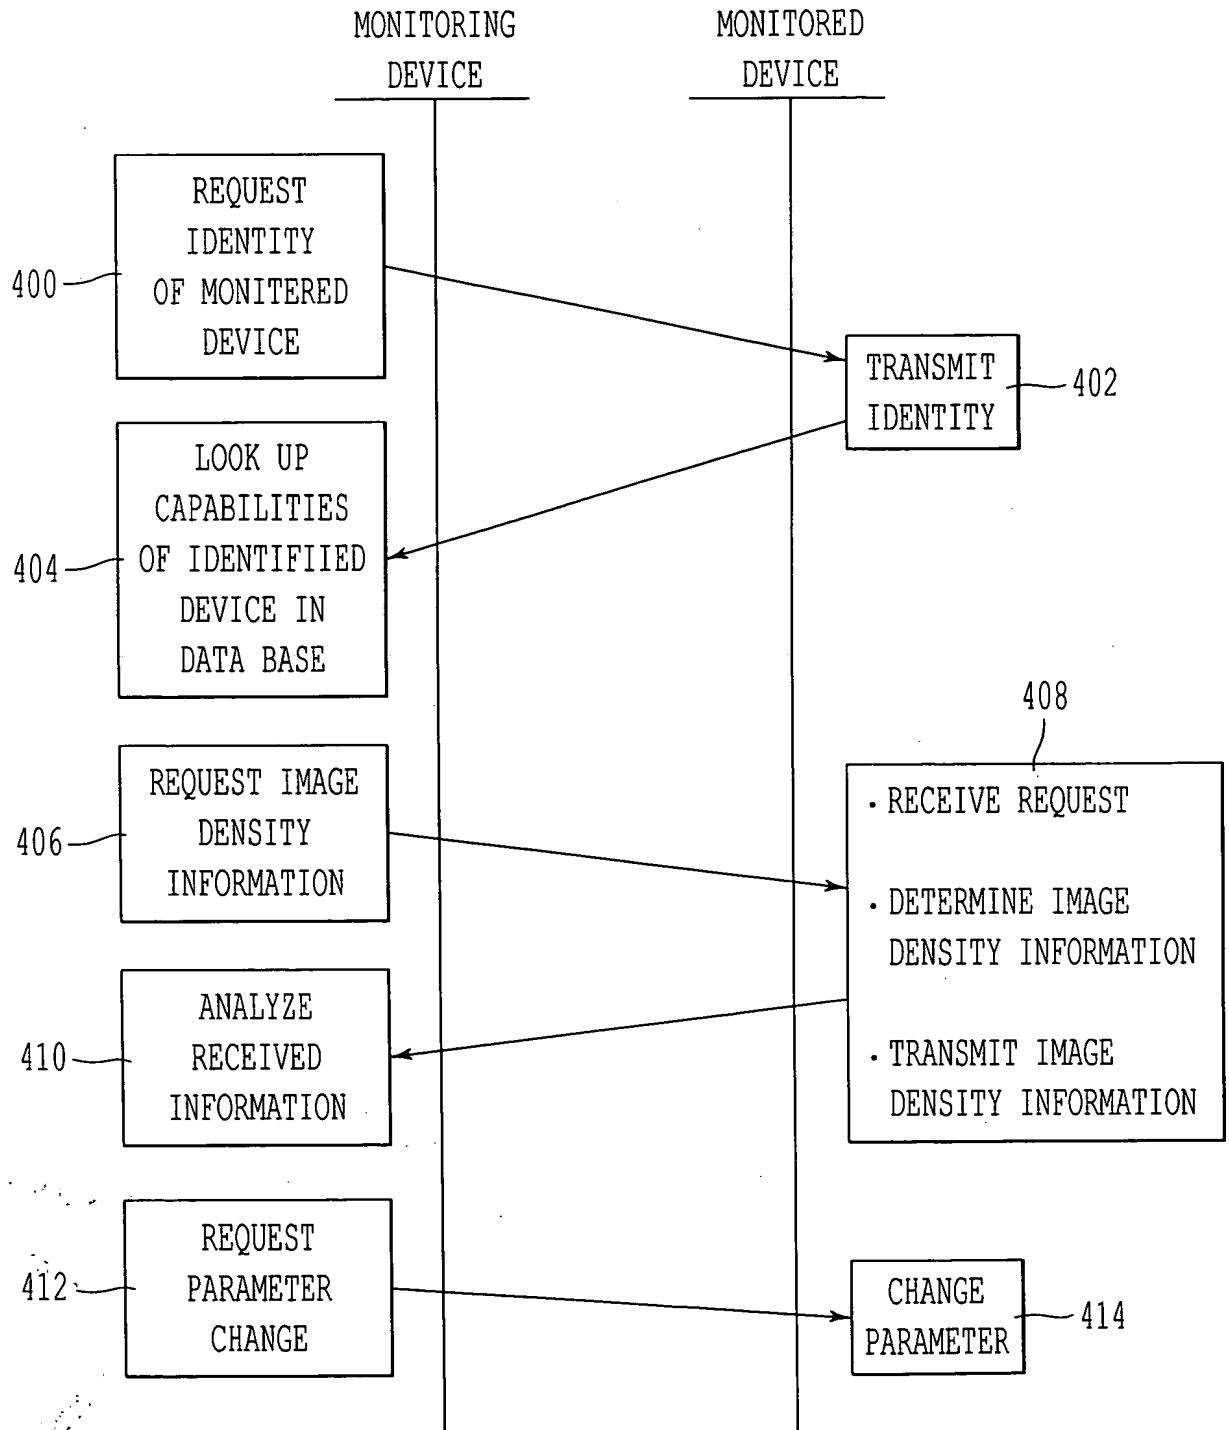 MONITORING
DEVICE
MONITORED
DEVICE
REQUEST
IDENTITY
OF MONITERED
DEVICE
400
TRANSMIT
IDENTITY
402
LOOK UP
CAPABILITIES
OF IDENTIFIIED
DEVICE IN
DATA BASE
404
REQUEST IMAGE
DENSITY
INFORMATION
406
408
· RECEIVE REQUEST
· DETERMINE IMAGE
DENSITY INFORMATION
· TRANSMIT IMAGE
DENSITY INFORMATION
ANALYZE
RECEIVED
INFORMATION
410
REQUEST
PARAMETER
CHANGE
412
CHANGE
PARAMETER
414